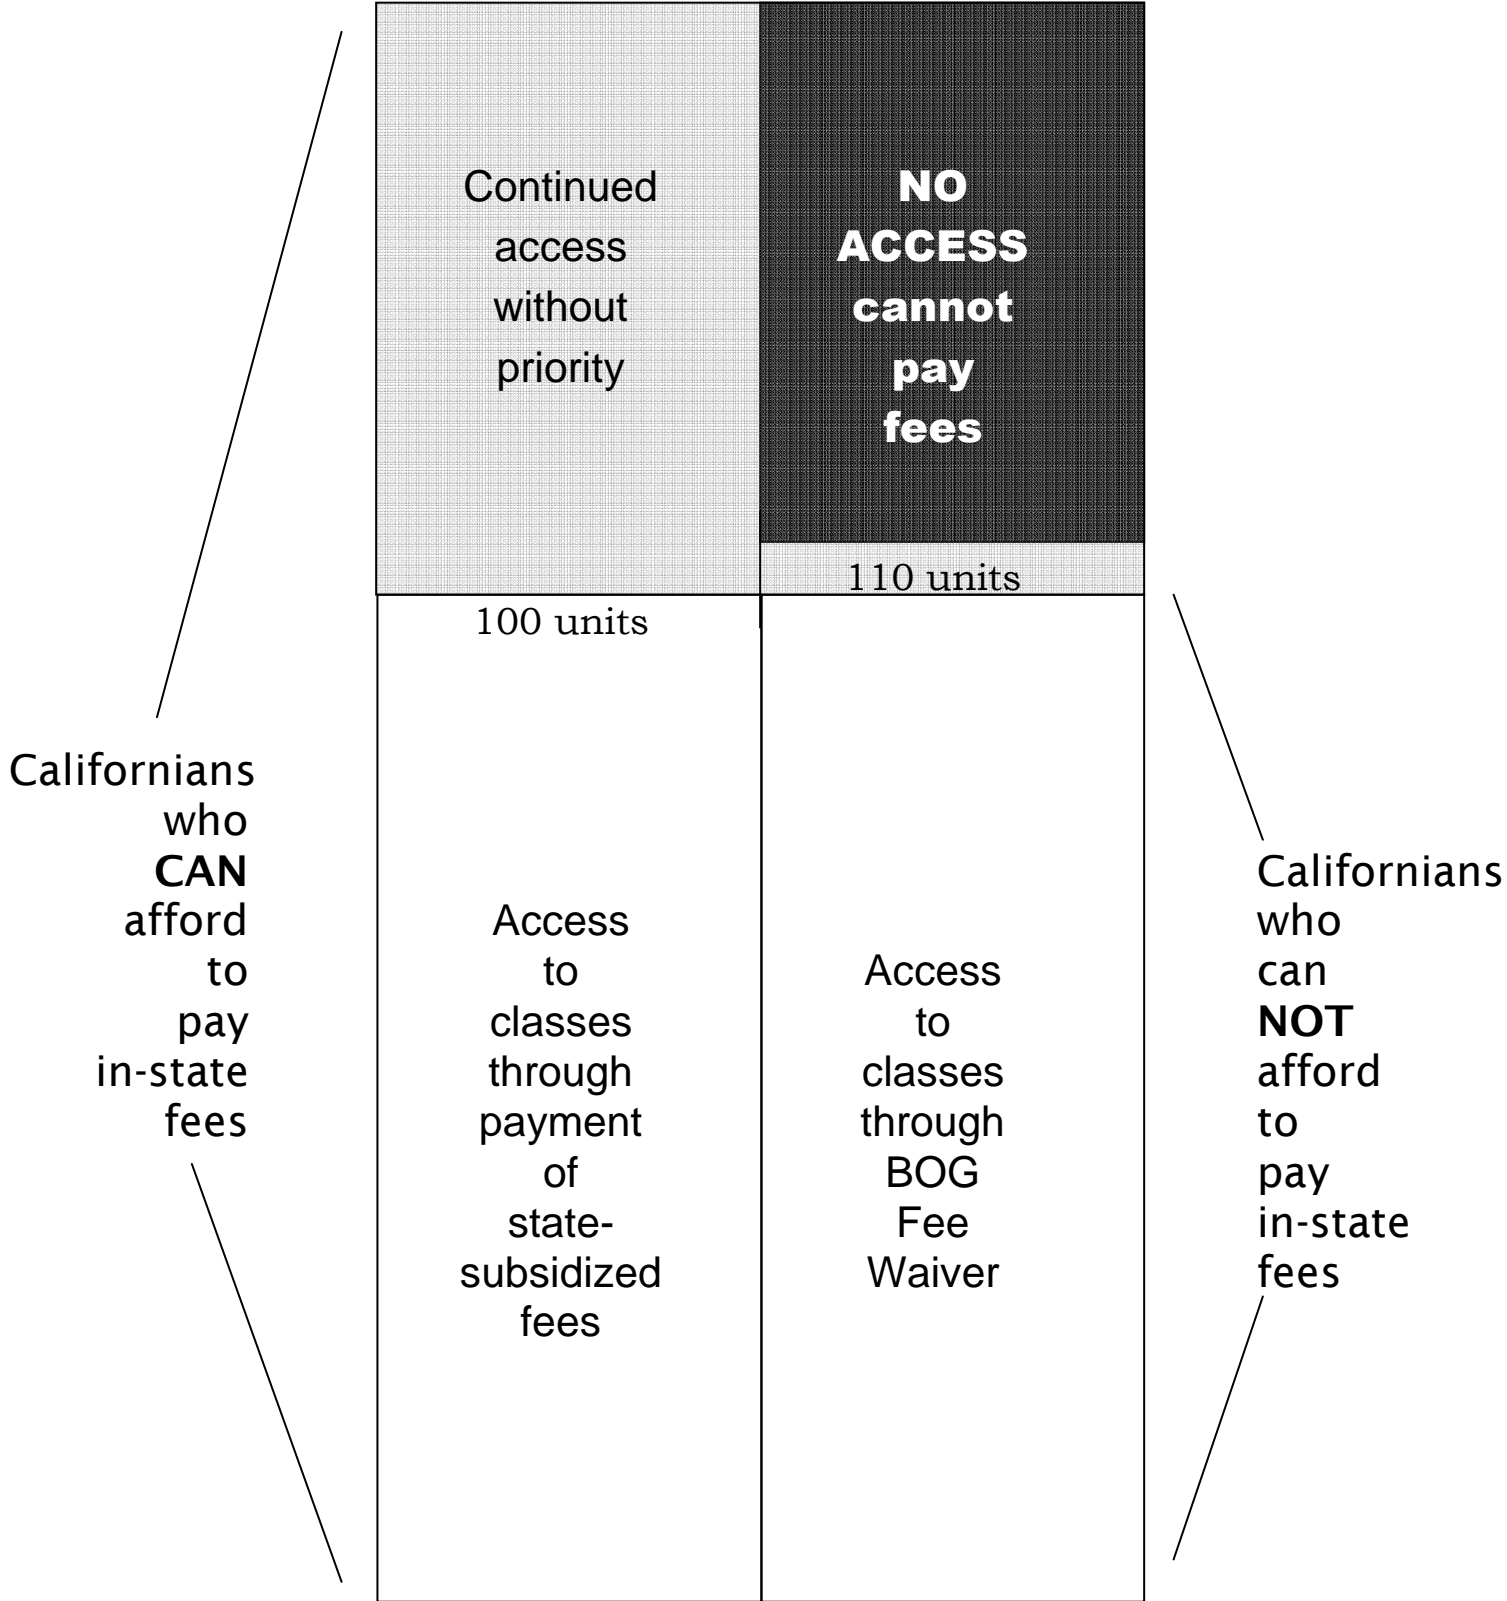 Continued
access
without
priority
NO
ACCESS
cannot
pay
fees
110 units
100 units
Californians
who
CAN
afford
to
pay
in-state
fees
Access
to
classes
through
payment
of
state-
subsidized
fees
Access
to
classes
through
BOG
Fee
Waiver
Californians
who
can
NOT
afford
to
pay
in-state
fees